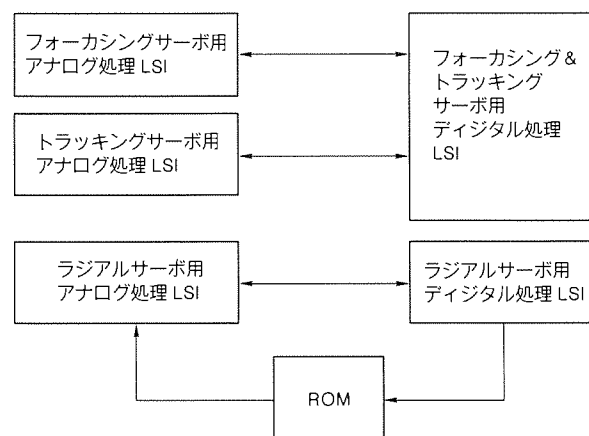 フォーカシングサーボ用
アナログ処理 LSI
フォーカシング＆
トラッキング
サーボ用
ディジタル処理
LSI
トラッキングサーボ用
アナログ処理 LSI
ラジアルサーボ用
アナログ処理 LSI
ラジアルサーボ用
ディジタル処理 LSI
ROM